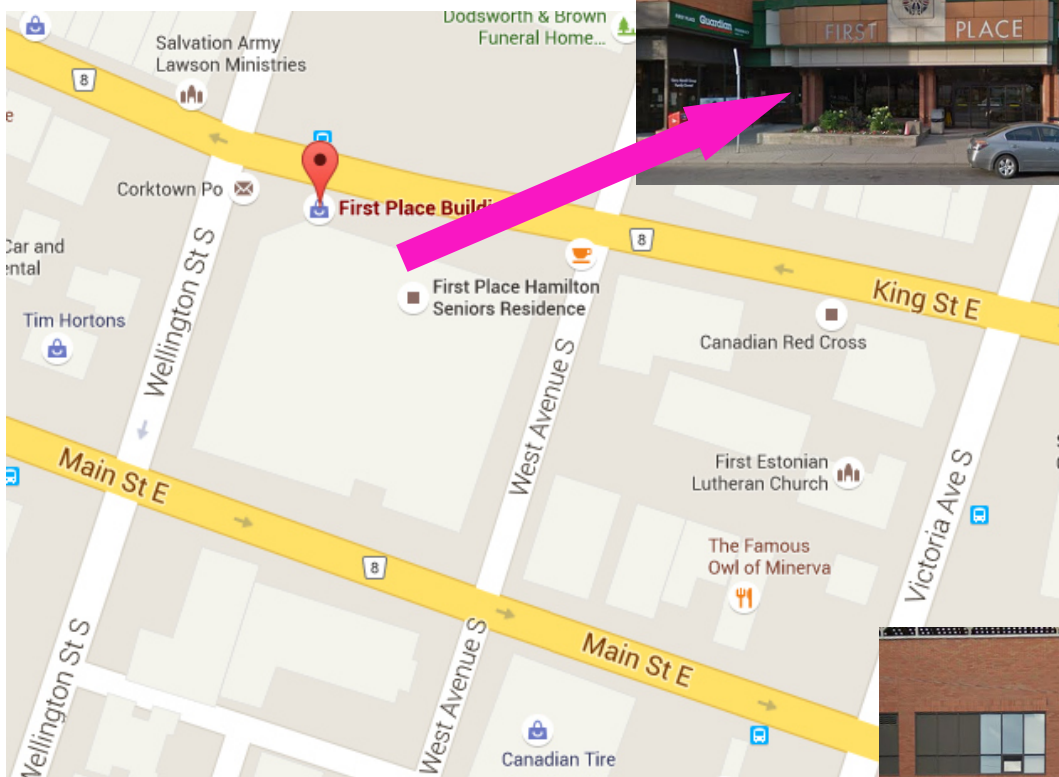 Dodsworth & Brown
Funeral Home...
Salvation Army
Lawson Ministries
8
FIRST PLACE
Guardian
FIRST PLACE
e
Corktown Po
First Place Buildi
8
Car and
ental
First Place Hamilton
Seniors Residence
King St E
Tim Hortons
Wellington St S
Canadian Red Cross
West Avenue S
Main St E
First Estonian
Lutheran Church
Victoria Ave S
The Famous
Owl of Minerva
8
Main St E
Wellington St S
West Avenue S
Canadian Tire